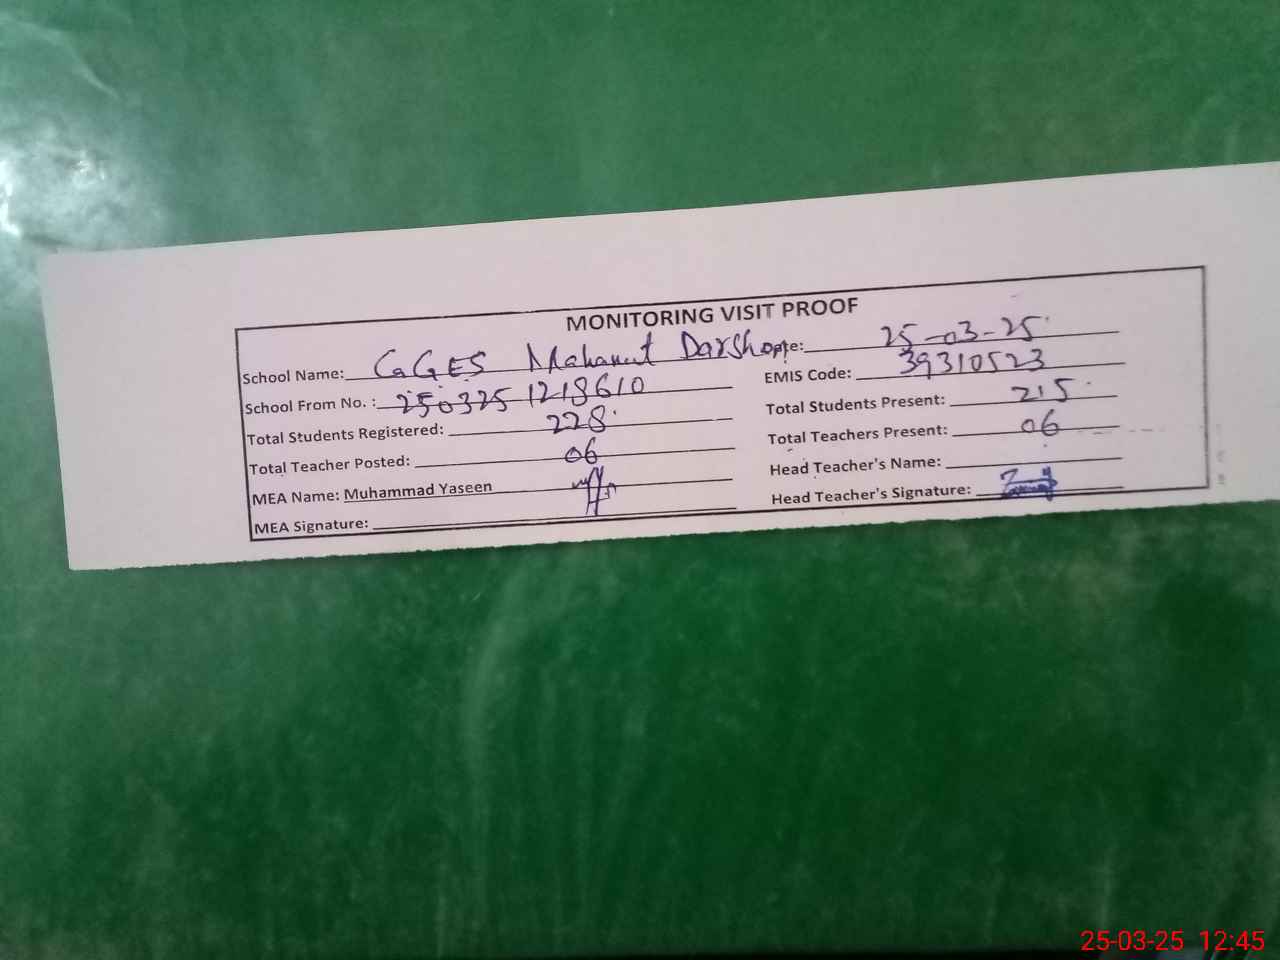 MONITORING VISIT PROOF
School Name: GGES Mahanut Darshop Date: 25-03-25
School From No. : 250325 1218610 EMIS Code: 39310523
Total Students Registered: 228 Total Students Present: 215
Total Teacher Posted: 06 Total Teachers Present: 06
MEA Name: Muhammad Yaseen Head Teacher's Name:
MEA Signature: Head Teacher's Signature:
25-03-25 12:45